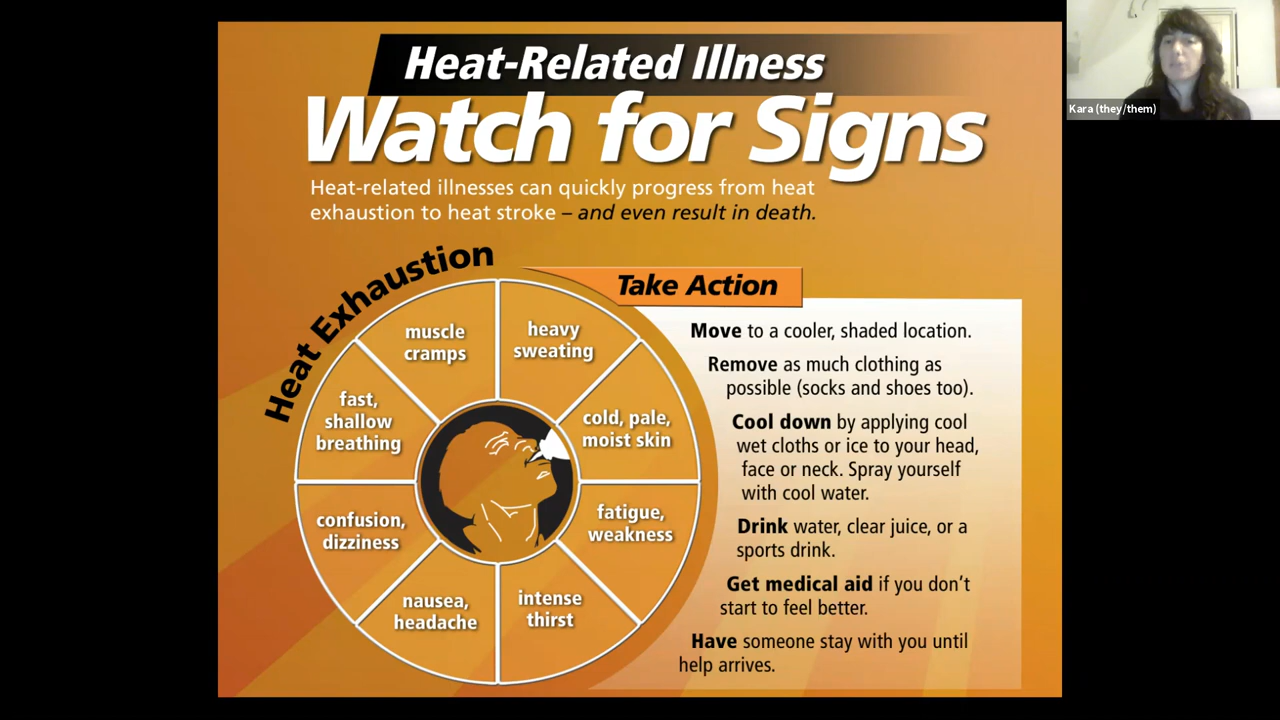 Heat-Related Illness
Watch for Signs
Heat-related illnesses can quickly progress from heat
exhaustion to heat stroke – and even result in death.
Heat Exhaustion
muscle
cramps
heavy
sweating
fast,
shallow
breathing
cold, pale,
moist skin
confusion,
dizziness
fatigue,
weakness
nausea,
headache
intense
thirst
Take Action
Move to a cooler, shaded location.
Remove as much clothing as
possible (socks and shoes too).
Cool down by applying cool
wet cloths or ice to your head,
face or neck. Spray yourself
with cool water.
Drink water, clear juice, or a
sports drink.
Get medical aid if you don’t
start to feel better.
Have someone stay with you until
help arrives.
Kara (they/them)